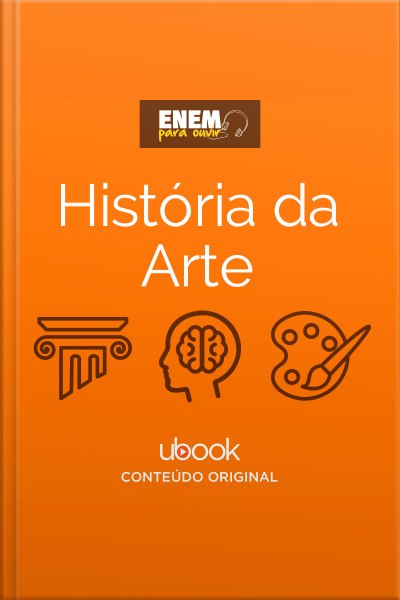 ENEM
para ouvir
História da
Arte
ubook
CONTEÚDO ORIGINAL